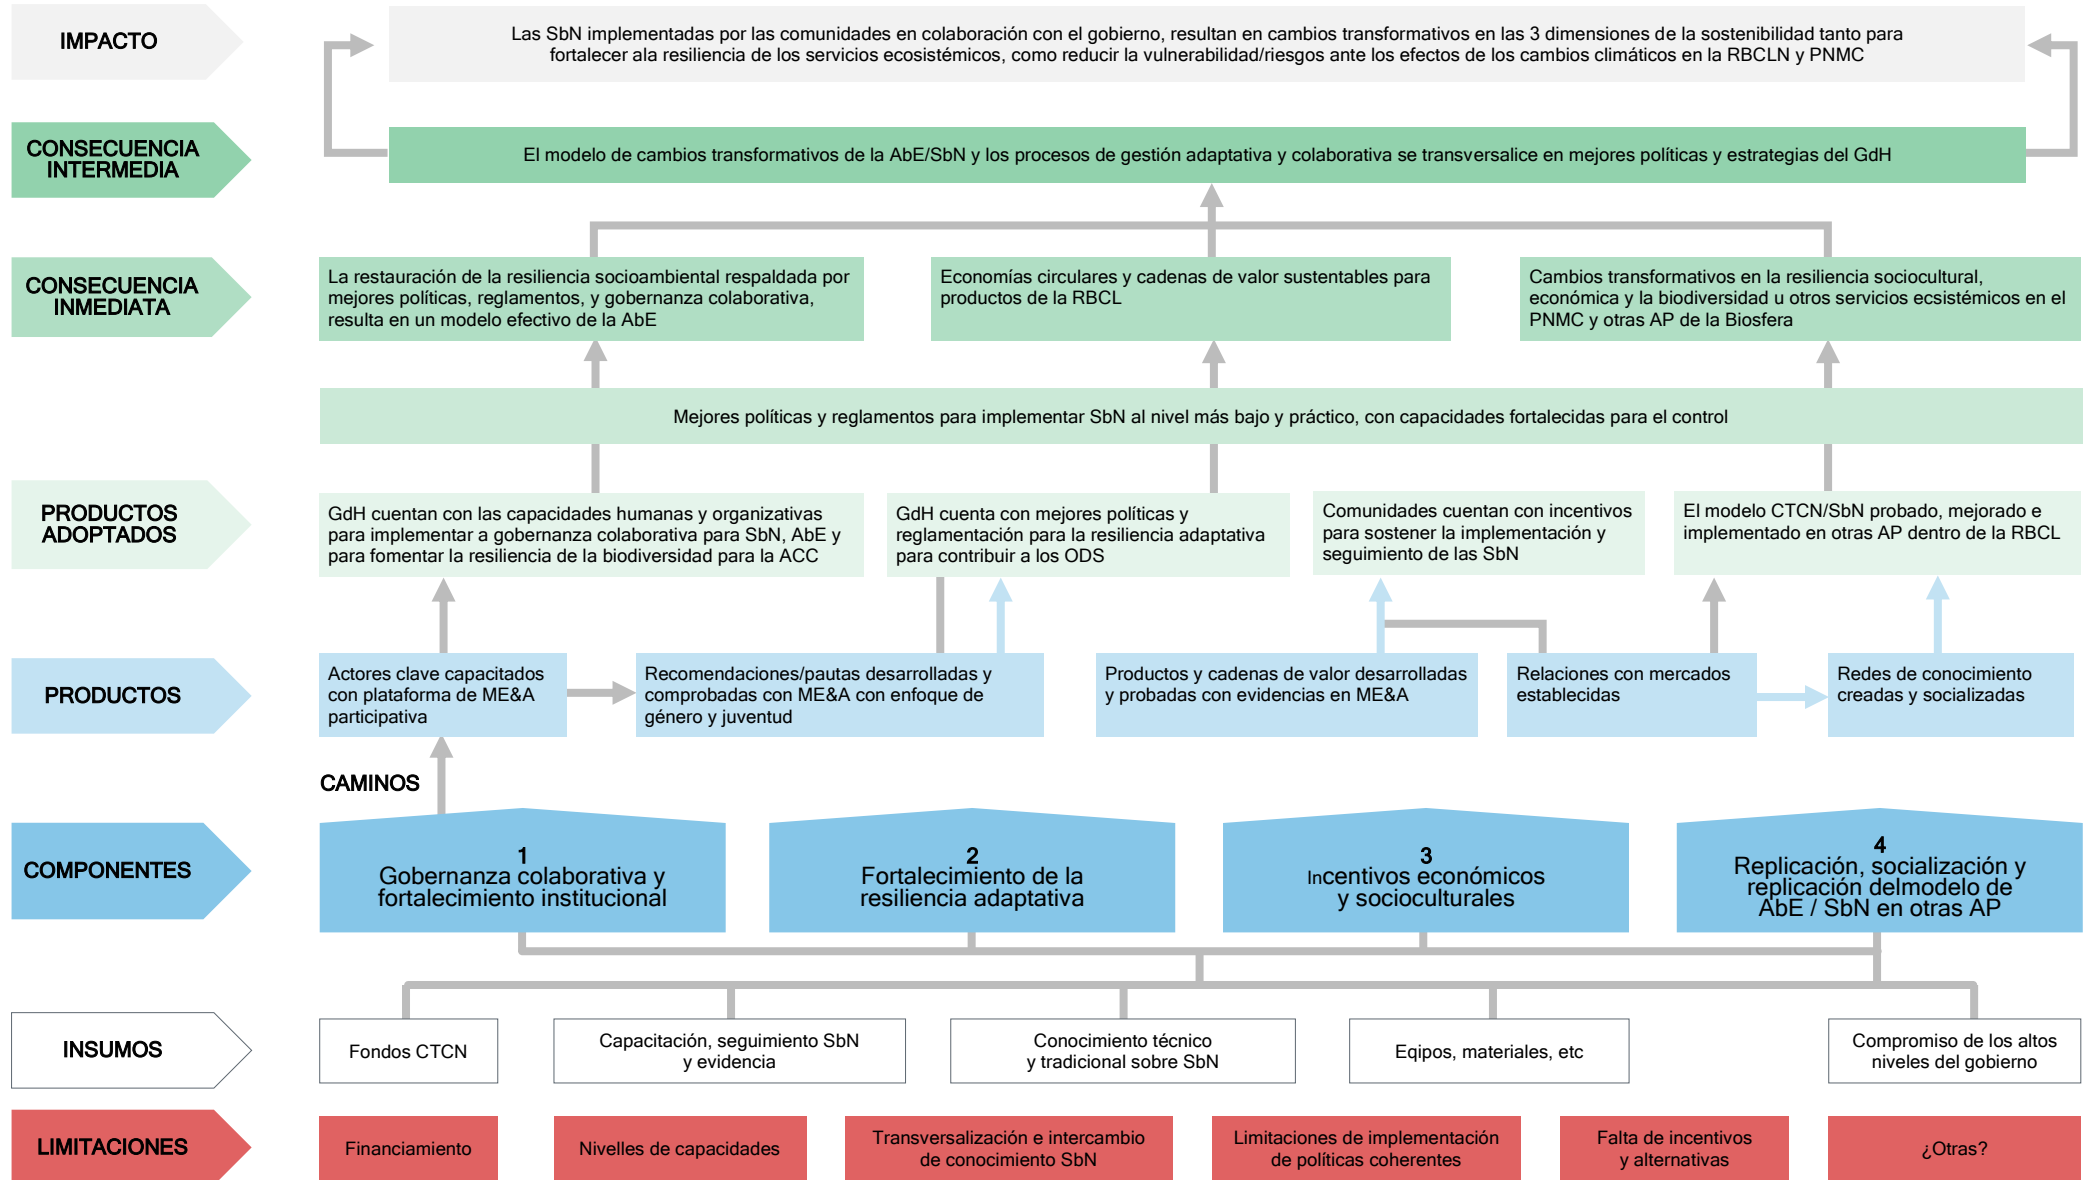 IMPACTO
Las SbN implementadas por las comunidades en colaboración con el gobierno, resultan en cambios transformativos en las 3 dimensiones de la sostenibilidad tanto para
fortalecer ala resiliencia de los servicios ecosistémicos, como reducir la vulnerabilidad/riesgos ante los efectos de los cambios climáticos en la RBCLN y PNMC
CONSECUENCIA
INTERMEDIA
El modelo de cambios transformativos de la AbE/SbN y los procesos de gestión adaptativa y colaborativa se transversalice en mejores políticas y estrategias del GdH
CONSECUENCIA
INMEDIATA
La restauración de la resiliencia socioambiental respaldada por
mejores políticas, reglamentos, y gobernanza colaborativa,
resulta en un modelo efectivo de la AbE
Economías circulares y cadenas de valor sustentables para
productos de la RBCL
Cambios transformativos en la resiliencia sociocultural,
económica y la biodiversidad u otros servicios ecsistémicos en el
PNMC y otras AP de la Biosfera
Mejores políticas y reglamentos para implementar SbN al nivel más bajo y práctico, con capacidades fortalecidas para el control
PRODUCTOS
ADOPTADOS
GdH cuentan con las capacidades humanas y organizativas
para implementar a gobernanza colaborativa para SbN, AbE y
para fomentar la resiliencia de la biodiversidad para la ACC
GdH cuenta con mejores políticas y
reglamentación para la resiliencia adaptativa
para contribuir a los ODS
Comunidades cuentan con incentivos
para sostener la implementación y
seguimiento de las SbN
El modelo CTCN/SbN probado, mejorado e
implementado en otras AP dentro de la RBCL
PRODUCTOS
Actores clave capacitados
con plataforma de ME&A
participativa
Recomendaciones/pautas desarrolladas y
comprobadas con ME&A con enfoque de
género y juventud
Productos y cadenas de valor desarrolladas
y probadas con evidencias en ME&A
Relaciones con mercados
establecidas
Redes de conocimiento
creadas y socializadas
CAMINOS
COMPONENTES
1
Gobernanza colaborativa y
fortalecimiento institucional
2
Fortalecimiento de la
resiliencia adaptativa
3
Incentivos económicos
y socioculturales
4
Replicación, socialización y
replicación delmodelo de
AbE / SbN en otras AP
INSUMOS
Fondos CTCN
Capacitación, seguimiento SbN
y evidencia
Conocimiento técnico
y tradicional sobre SbN
Eqipos, materiales, etc
Compromiso de los altos
niveles del gobierno
LIMITACIONES
Financiamiento
Nivelles de capacidades
Transversalización e intercambio
de conocimiento SbN
Limitaciones de implementación
de políticas coherentes
Falta de incentivos
y alternativas
¿Otras?